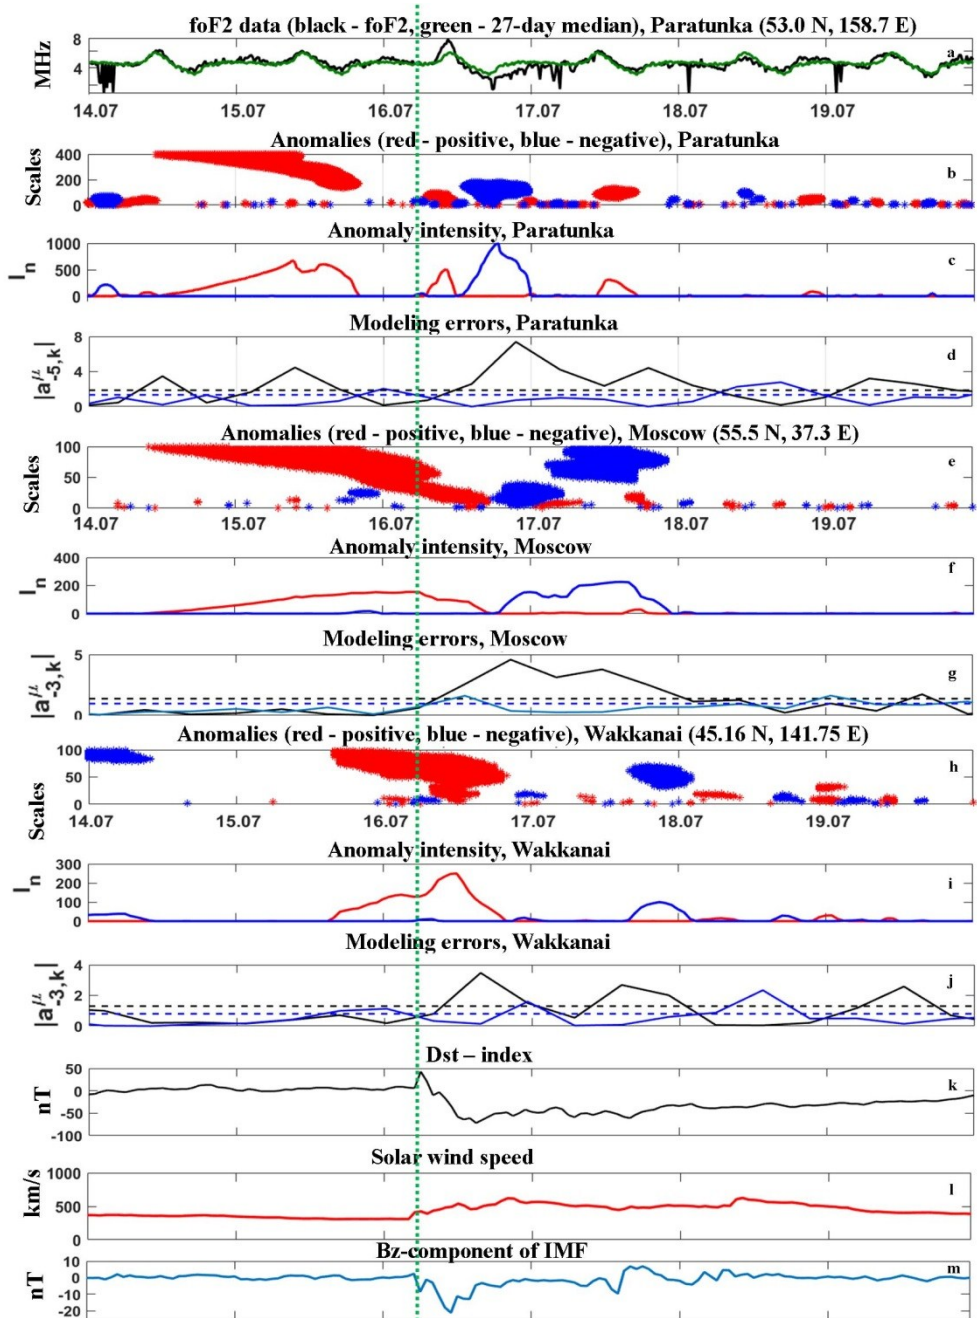 foF2 data (black - foF2, green - 27-day median), Paratunka (53.0 N, 158.7 E)
MHz
8
4
a
14.07 15.07 16.07 17.07 18.07 19.07
Anomalies (red - positive, blue - negative), Paratunka
Scales
400
200
0
b
Anomaly intensity, Paratunka
I_n
1000
500
0
c
Modeling errors, Paratunka
|a^μ_-5,k|
8
4
0
d
Anomalies (red - positive, blue - negative), Moscow (55.5 N, 37.3 E)
Scales
100
50
0
e
14.07 15.07 16.07 17.07 18.07 19.07
Anomaly intensity, Moscow
I_n
400
200
0
f
Modeling errors, Moscow
|a^μ_-3,k|
5
0
g
Anomalies (red - positive, blue - negative), Wakkanai (45.16 N, 141.75 E)
Scales
100
50
0
h
14.07 15.07 16.07 17.07 18.07 19.07
Anomaly intensity, Wakkanai
I_n
300
200
100
0
i
Modeling errors, Wakkanai
|a^μ_-3,k|
4
2
0
j
Dst – index
nT
50
0
-50
-100
k
Solar wind speed
km/s
1000
500
0
l
Bz-component of IMF
nT
10
0
-10
-20
m